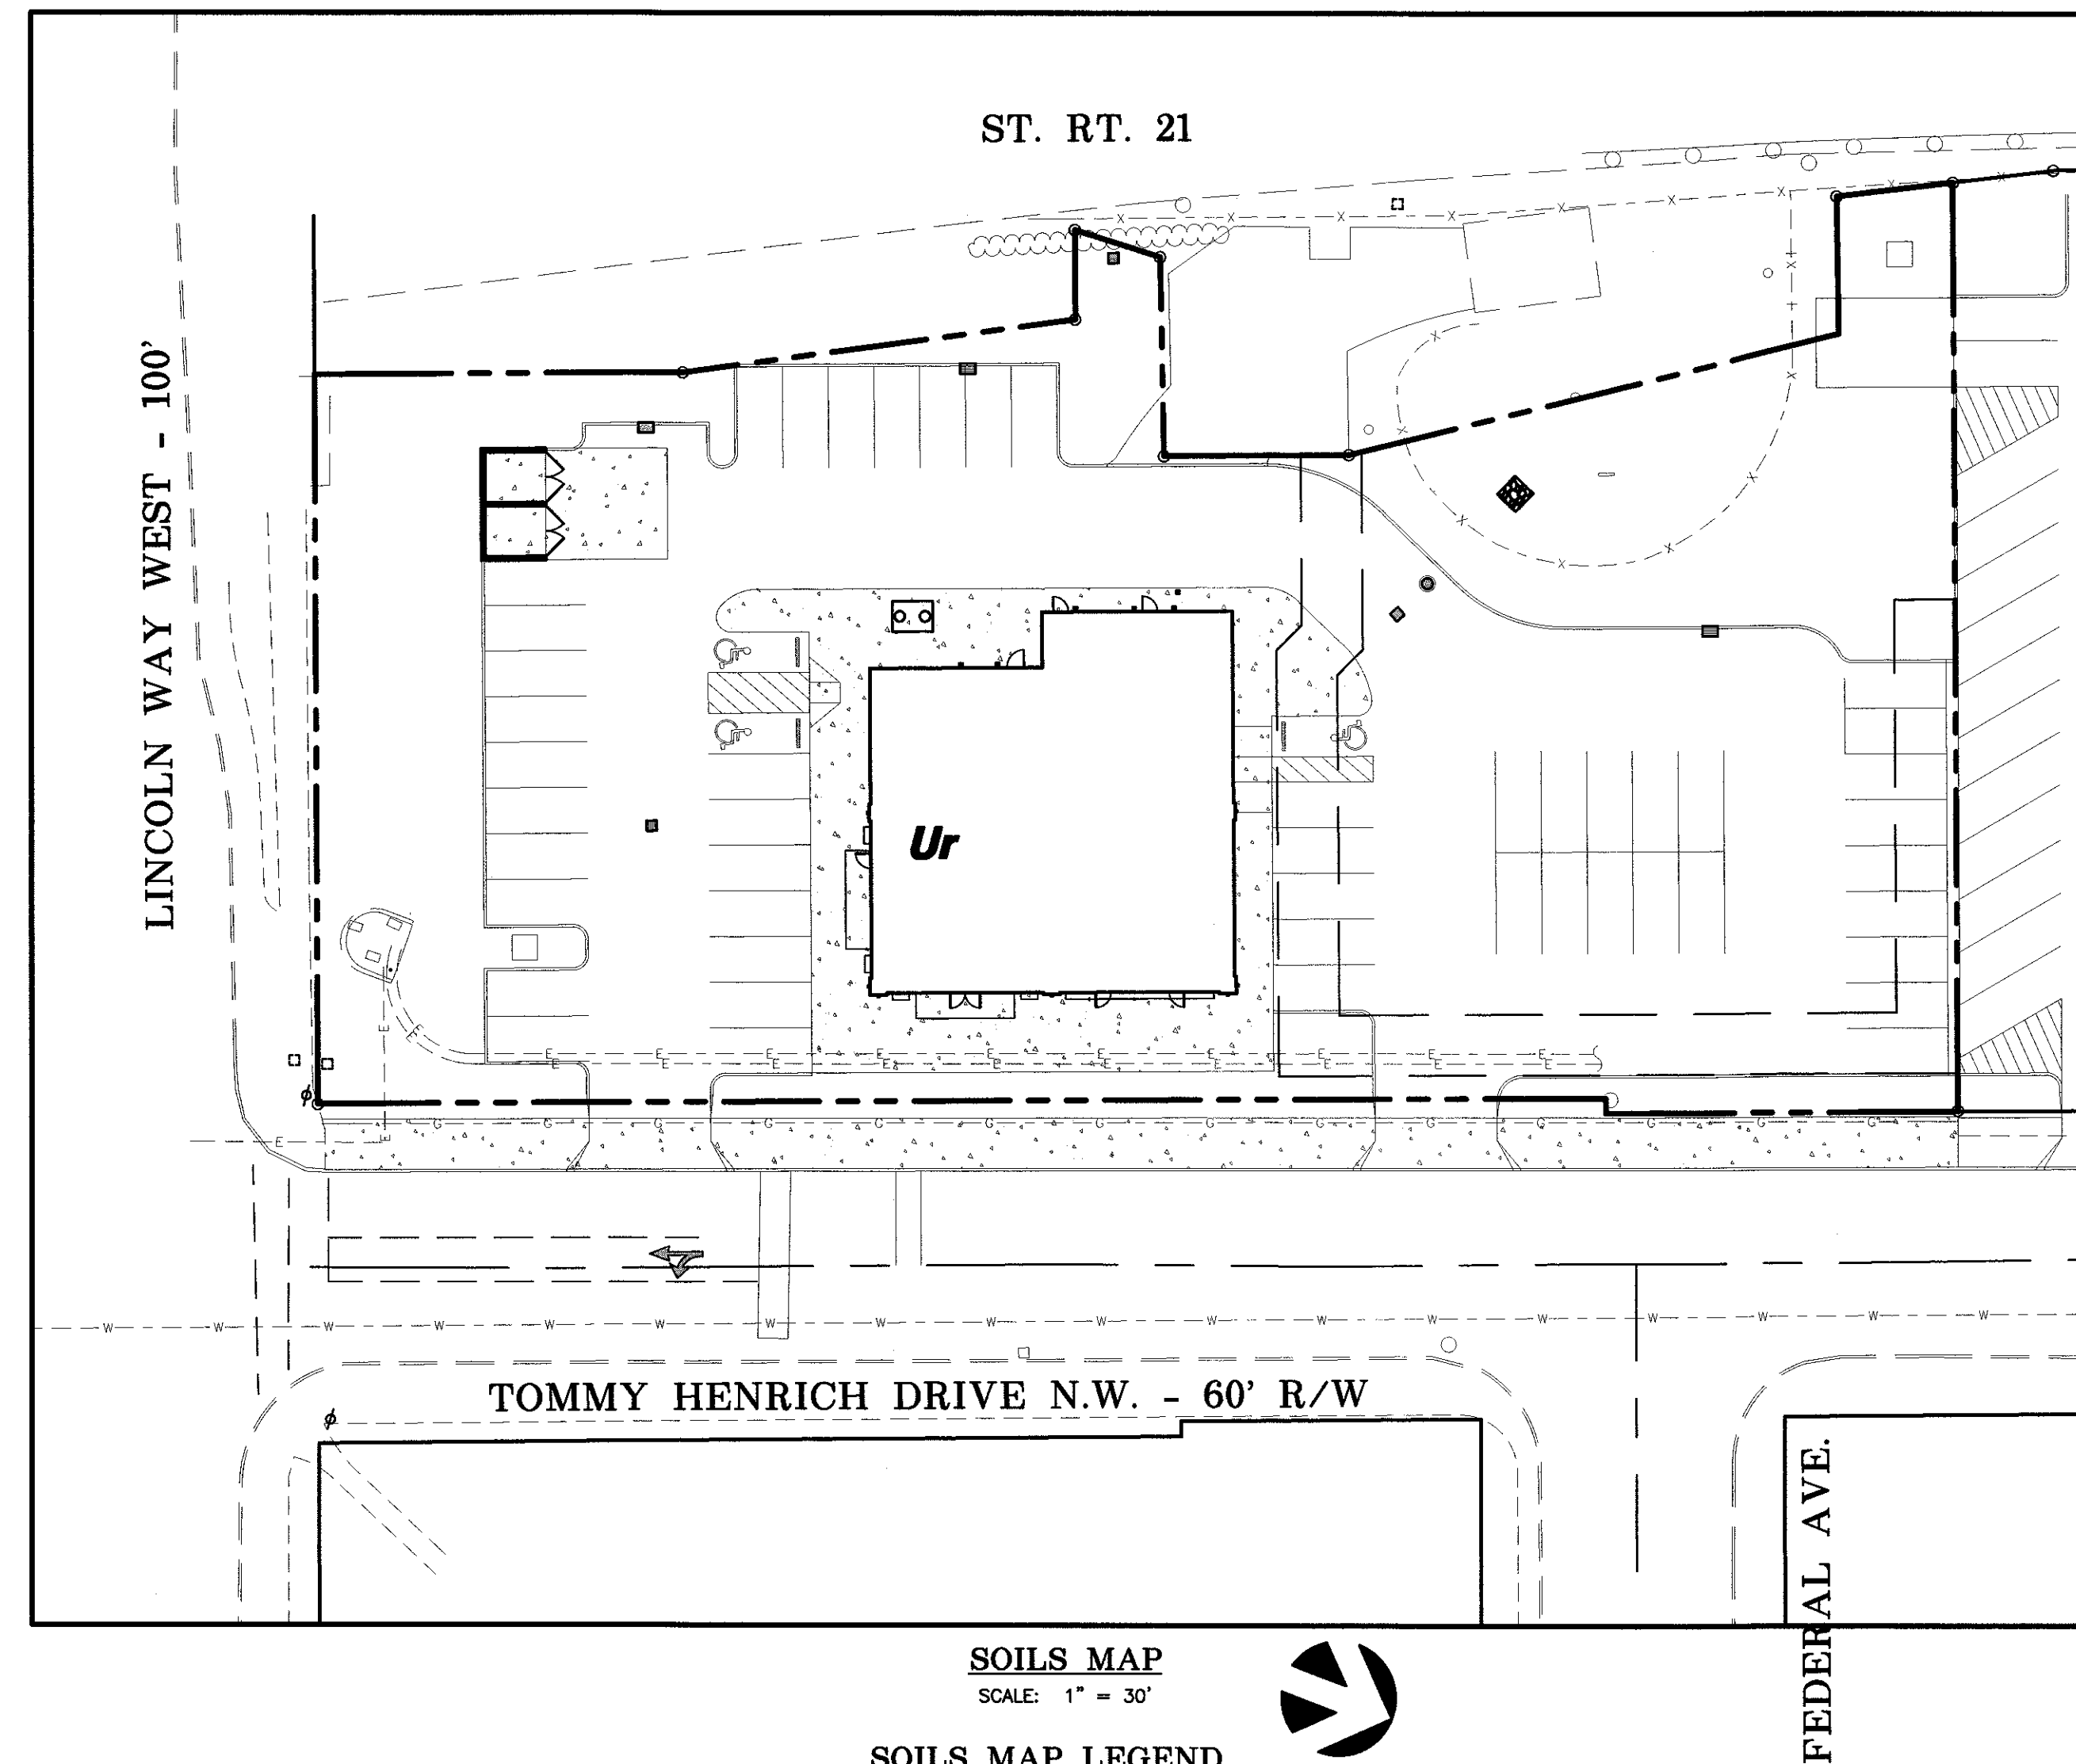 ST. RT. 21
LINCOLN WAY WEST - 100'
Ur
TOMMY HENRICH DRIVE N.W. - 60' R/W
FEDERAL AVE.
SOILS MAP
SCALE: 1" = 30'
SOILS MAP LEGEND
X X X X X X X X X X X X X X X X X X
E E E E E E E E E E E E E E E E E E E E E E
G G G G G G G G G G G G G G
W W W W W W W W W W W W W W W W W W